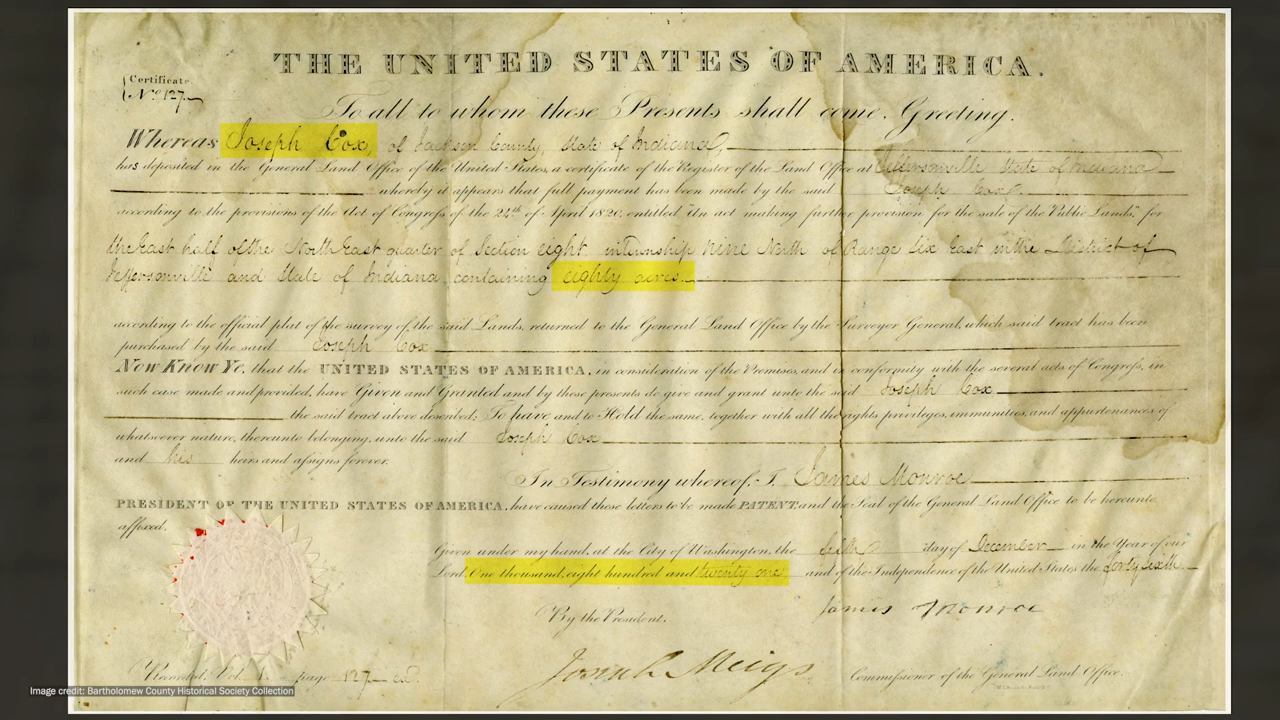 THE UNITED STATES OF AMERICA.
Certificate
No. 127
To all to whom these Presents shall come, Greeting.
Whereas Joseph Cox, of Jackson County, State of Indiana,
has deposited in the General Land Office of the United States, a certificate of the Register of the Land Office at Jeffersonville State of Indiana
whereby it appears that full payment has been made by the said Joseph Cox
according to the provisions of the Act of Congress of the 24th of April 1820, entitled "An act making further provision for the sale of the Public Lands," for
the East half of the North East quarter of Section eight in township nine North of Range Six East in the District of
Jeffersonville and State of Indiana containing eighty acres
according to the official plat of the survey of the said Lands, returned to the General Land Office by the Surveyor General, which said tract has been
purchased by the said Joseph Cox
Now Know Ye, that the UNITED STATES OF AMERICA, in consideration of the Premises, and in conformity with the several acts of Congress, in
such case made and provided, have Given and Granted and by these presents do give and grant unto the said Joseph Cox
the said tract above described: To have and to Hold the same, together with all the rights, privileges, immunities, and appurtenances of
whatsoever nature, thereunto belonging, unto the said Joseph Cox
and his heirs and assigns forever.
In Testimony whereof, I, James Monroe
PRESIDENT OF THE UNITED STATES OF AMERICA, have caused these letters to be made PATENT, and the Seal of the General Land Office to be hereunto
affixed.
Given under my hand, at the City of Washington, the fifth day of December in the Year of our
Lord One thousand eight hundred and twenty one and of the Independence of the United States the forty sixth.
James Monroe
By the President.
Josiah Meigs Commissioner of the General Land Office.
Recorded, Vol. 1 page 127
Image credit: Bartholomew County Historical Society Collection